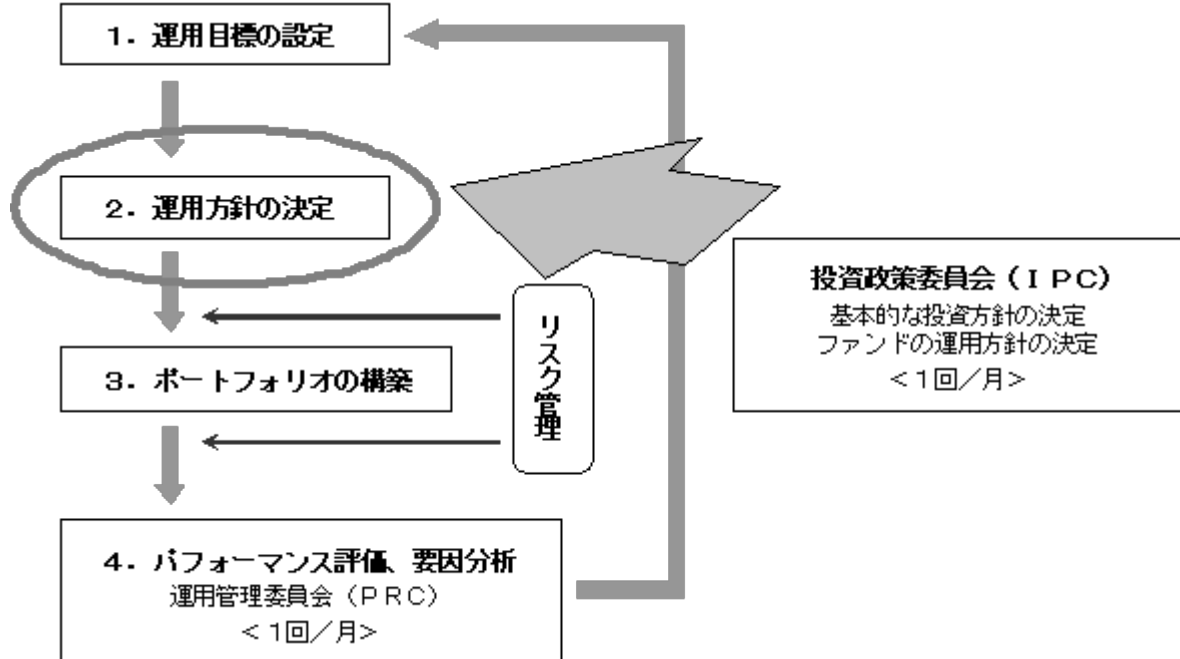 １．運用目標の設定
２．運用方針の決定
投資政策委員会（ＩＰＣ）
基本的な投資方針の決定
ファンドの運用方針の決定
＜１回／月＞
リスク管理
３．ポートフォリオの構築
４．パフォーマンス評価、要因分析
運用管理委員会（ＰＲＣ）
＜１回／月＞